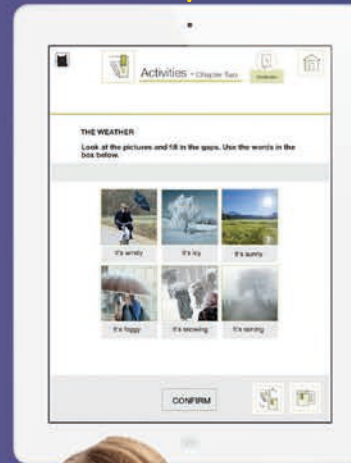 Activities • Chapter Two
THE WEATHER
Look at the pictures and fill in the gaps. Use the words in the
box below.
It's windy It's icy It's sunny
It's foggy It's snowing It's raining
CONFIRM